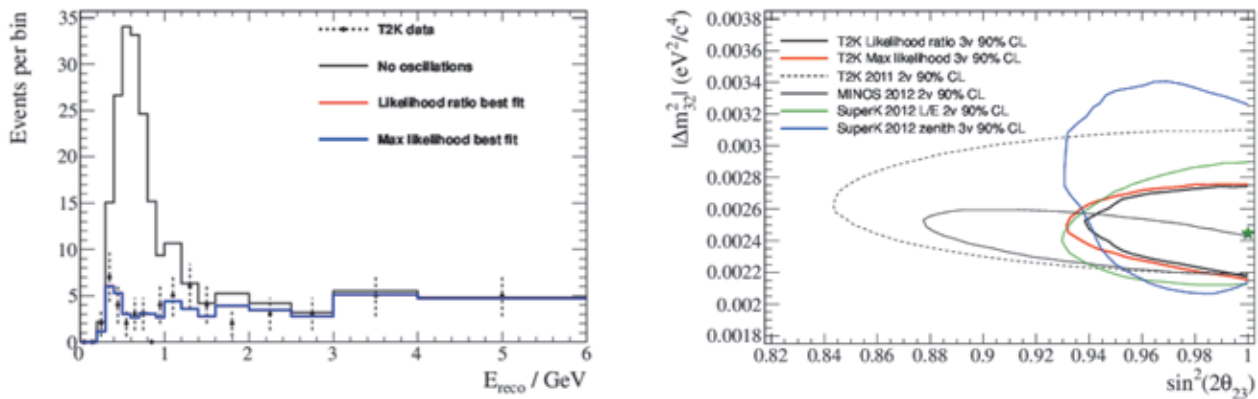 Events per bin
35
30
25
20
15
10
5
0
T2K data
No oscillations
Likelihood ratio best fit
Max likelihood best fit
0 1 2 3 4 5 6
E_reco / GeV
|Δm²₃₂| (eV²/c⁴)
0.0038
0.0036
0.0034
0.0032
0.003
0.0028
0.0026
0.0024
0.0022
0.002
0.0018
T2K Likelihood ratio 3ν 90% CL
T2K Max likelihood 3ν 90% CL
T2K 2011 2ν 90% CL
MINOS 2012 2ν 90% CL
SuperK 2012 L/E 2ν 90% CL
SuperK 2012 zenith 3ν 90% CL
0.82 0.84 0.86 0.88 0.9 0.92 0.94 0.96 0.98 1
sin²(2θ₂₃)